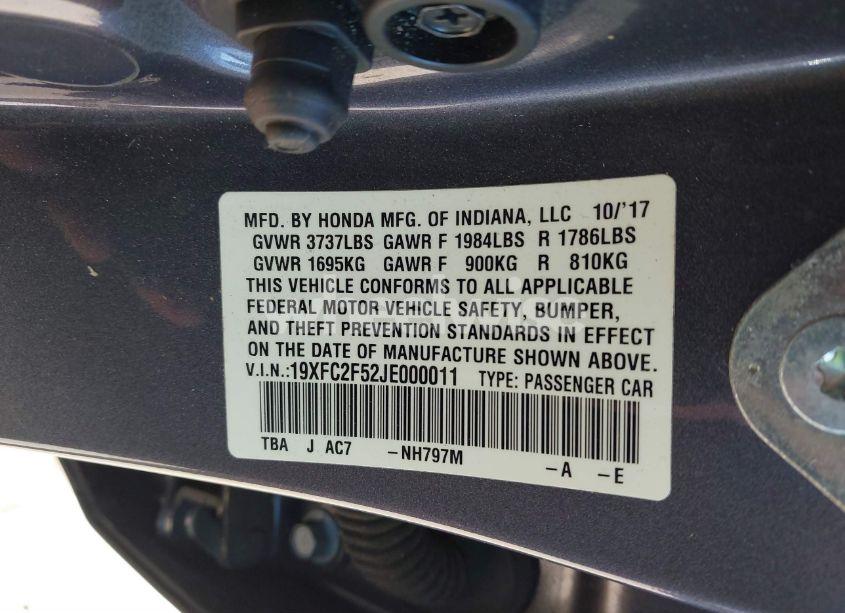 MFD. BY HONDA MFG. OF INDIANA, LLC 10/'17
GVWR 3737LBS GAWR F 1984LBS R 1786LBS
GVWR 1695KG GAWR F 900KG R 810KG
THIS VEHICLE CONFORMS TO ALL APPLICABLE
FEDERAL MOTOR VEHICLE SAFETY, BUMPER,
AND THEFT PREVENTION STANDARDS IN EFFECT
ON THE DATE OF MANUFACTURE SHOWN ABOVE.
V.I.N.:19XFC2F52JE000011 TYPE: PASSENGER CAR
TBA J AC7 -NH797M -A -E